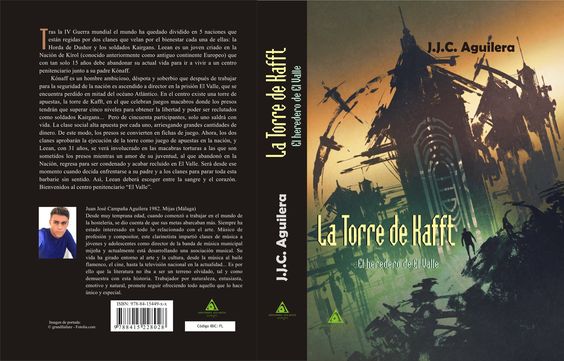 Tras la IV Guerra mundial el mundo ha quedado dividido en 5 naciones que
están regidas por dos clanes que velan por el bienestar cada una de ellas: la
Horda de Dushor y los soldados Kairgans. Leean es un joven criado en la
Nación de Kirol (conocido anteriormente como antiguo continente Europeo) que
con tan solo 15 años debe abandonar su actual vida para ir a vivir a un centro
penitenciario junto a su padre Kónaff.
Kónaff es un hombre ambicioso, déspota y soberbio que después de trabajar
para la seguridad de la nación es ascendido a director en la prisión El Valle, que se
encuentra perdido en mitad del océano Atlántico. En el centro existe una torre de
apuestas, la torre de Kafft, en el que celebran juegos macabros donde los presos
tendrán que superar cinco niveles para obtener la libertad y poder ser reclutados
como soldados Kairgans... Pero de cincuenta participantes, solo uno saldrá con
vida. La clase social alta apuesta por cada uno, arriesgando grandes cantidades de
dinero. De este modo, los presos se convierten en fichas de juego. Ahora, los dos
clanes aprobarán la ejecución de la torre como juego de apuestas en la nación, y
Leean, con 31 años, se verá involucrado en las macabras torturas a las que son
sometidos los presos mientras un amor de su juventud, al que abandonó en la
Nación, regresa para ser condenado y acabar recluido en El Valle. Será desde ese
momento cuando decida enfrentarse a su padre y a los clanes para parar toda esta
barbarie sin sentido. Así, Leean deberá escoger entre la sangre y el corazón.
Bienvenidos al centro penitenciario “El Valle”.
Juan José Campaña Aguilera 1982. Mijas (Málaga)
Desde muy temprana edad, cuando comenzó a trabajar en el mundo de
la hostelería, se dio cuenta de que sus metas abarcaban más. Siempre ha
estado interesado en todo lo relacionado con el arte. Músico de
profesión y compositor, este clarinetista impartió clases de música a
jóvenes y adolescentes como director de la banda de música municipal
mijeña y actualmente está desarrollando una asociación musical. Su
vida ha girado entorno al arte y la cultura, desde la música al baile
flamenco, el cine, hasta la televisión nacional en la actualidad.. Es por
ello que la literatura no iba a ser un terreno olvidado, tal y como
demuestra con esta historia. Trabajador por naturaleza, entusiasta,
emotivo y natural, promete seguir ofreciendo todo aquello que lo hace
único y especial.
Imagen de portada:
© grandfailure - Fotolia.com
ISBN: 978-84-15449-x-x
9 788415 228028
Código IBIC: FL
La Torre de Kafft
El heredero de El Valle
J.J.C. Aguilera
J.J.C. Aguilera
La Torre de Kafft
El heredero de El Valle